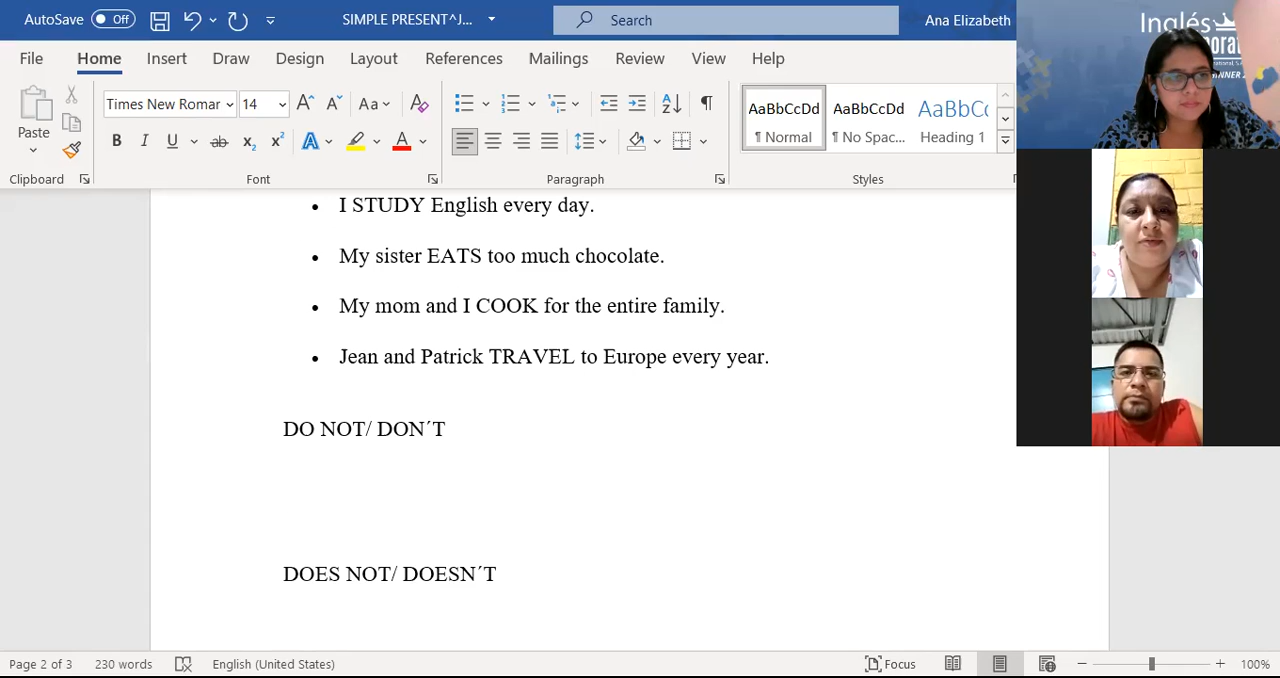 AutoSave Off SIMPLE PRESENT^J... Search Ana Elizabeth
File Home Insert Draw Design Layout References Mailings Review View Help
Inglés
Times New Romar 14 Aa
AaBbCcDd AaBbCcDd AaBbC
Paste
¶ Normal ¶ No Spac... Heading 1
Clipboard Font Paragraph Styles
• I STUDY English every day.
• My sister EATS too much chocolate.
• My mom and I COOK for the entire family.
• Jean and Patrick TRAVEL to Europe every year.
DO NOT/ DON´T
DOES NOT/ DOESN´T
Page 2 of 3 230 words English (United States) Focus 100%